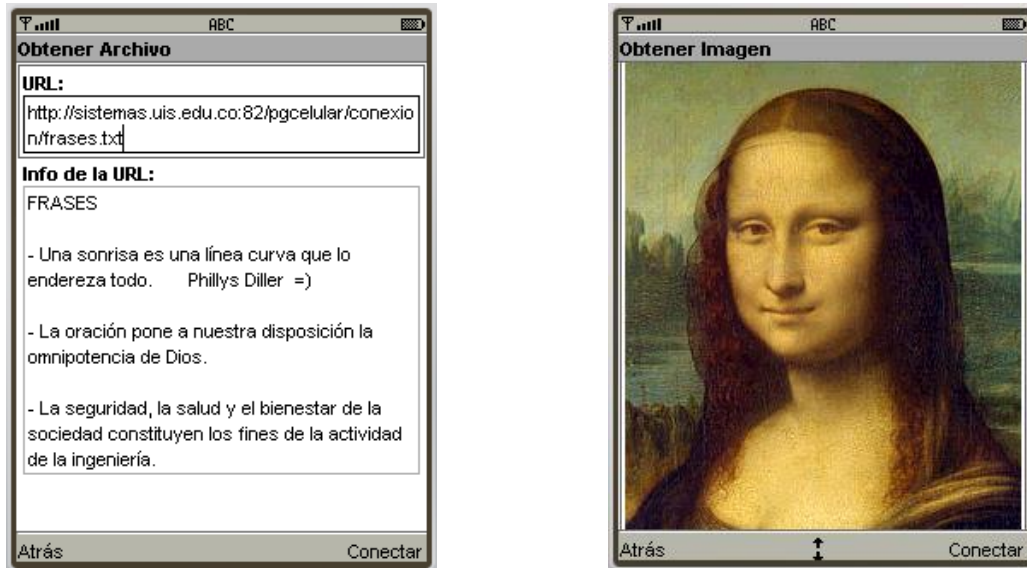 ABC
Obtener Archivo
URL:
http://sistemas.uis.edu.co:82/pgcelular/conexio
n/frases.txt
Info de la URL:
FRASES
- Una sonrisa es una línea curva que lo
endereza todo. Phillys Diller =)
- La oración pone a nuestra disposición la
omnipotencia de Dios.
- La seguridad, la salud y el bienestar de la
sociedad constituyen los fines de la actividad
de la ingeniería.
Atrás Conectar
ABC
Obtener Imagen
Atrás Conectar